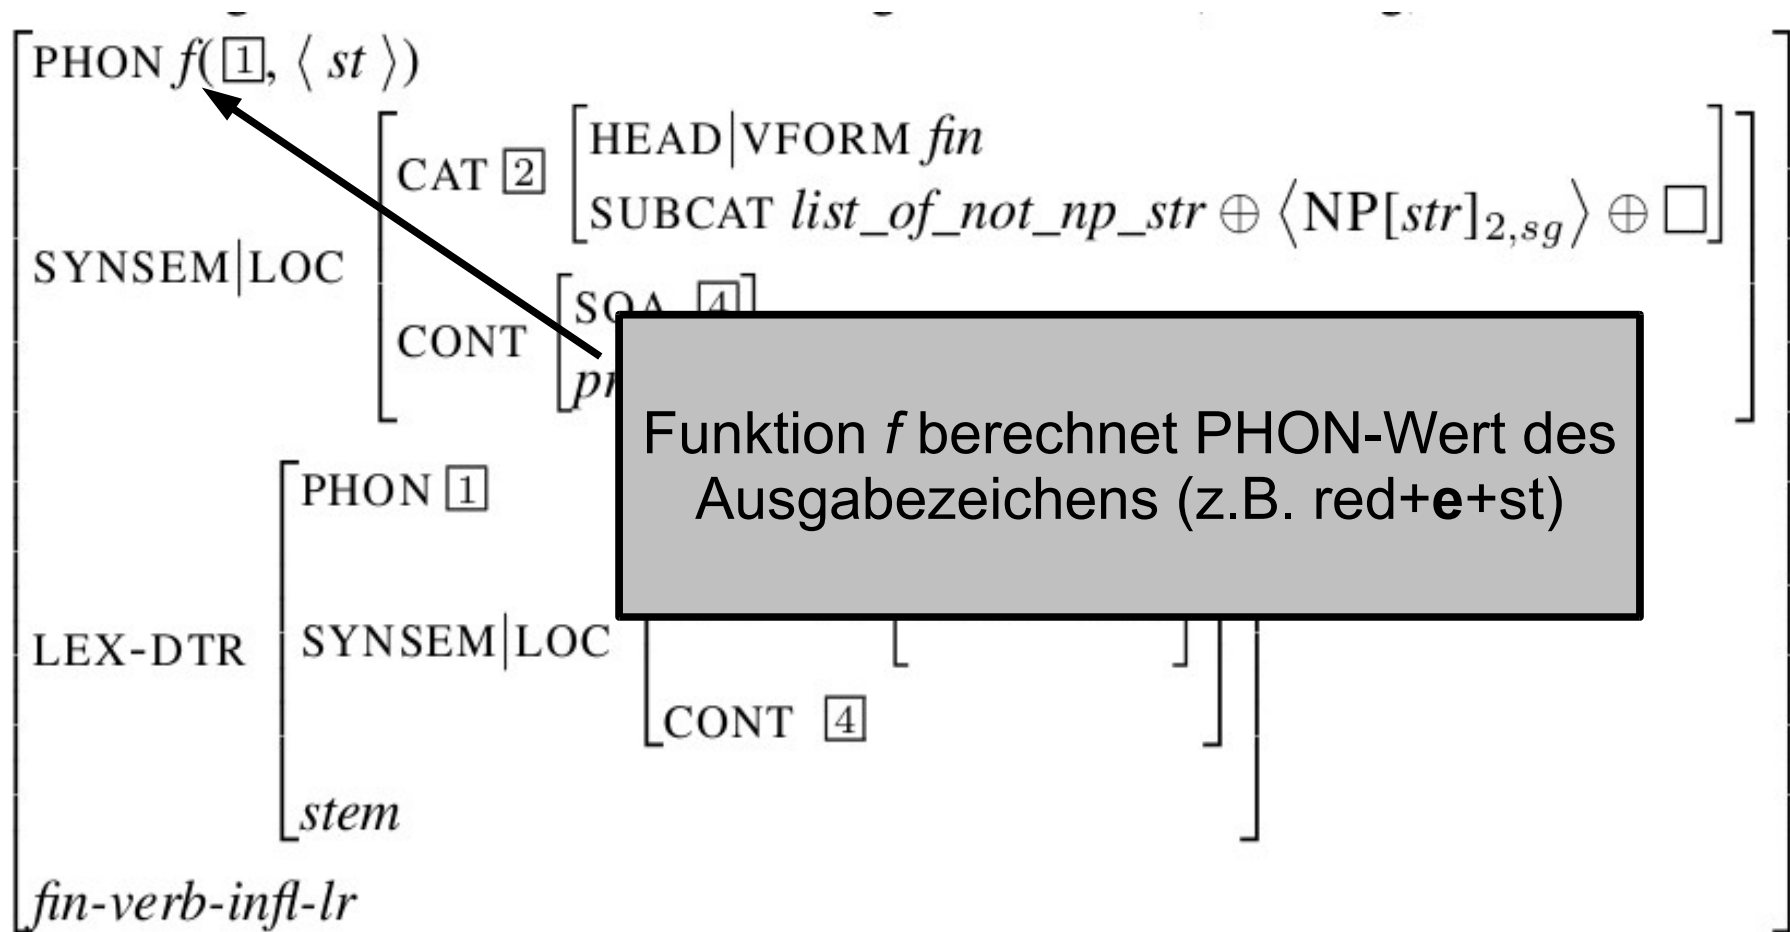 PHON f( 1 , ⟨ st ⟩)
CAT 2
HEAD|VFORM fin
SUBCAT list_of_not_np_str ⊕ ⟨NP[str]2,sg⟩ ⊕ □
SYNSEM|LOC
CONT
SOA 4
Funktion f berechnet PHON-Wert des
Ausgabezeichens (z.B. red+e+st)
PHON 1
LEX-DTR
SYNSEM|LOC
CONT 4
stem
fin-verb-infl-lr